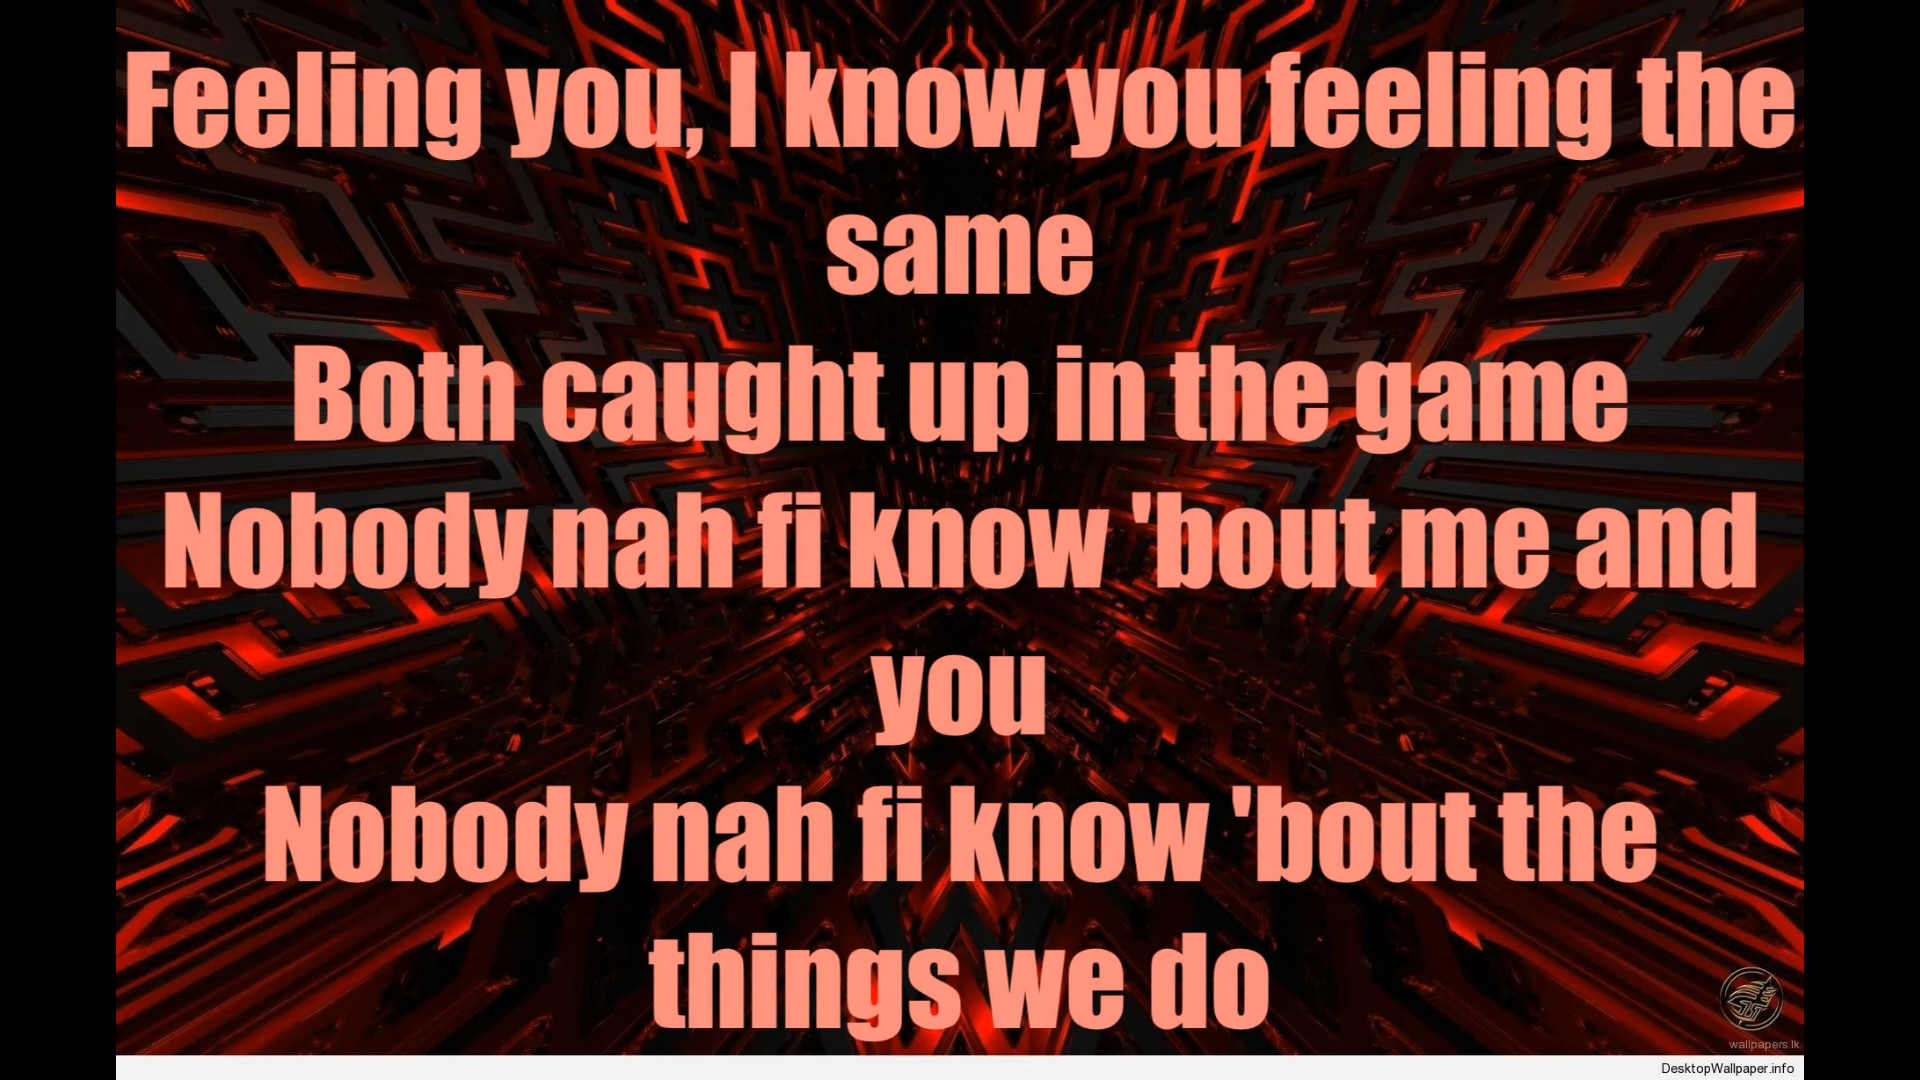 Feeling you, I know you feeling the
same
Both caught up in the game
Nobody nah fi know 'bout me and
you
Nobody nah fi know 'bout the
things we do
wallpapers.lk
DesktopWallpaper.info